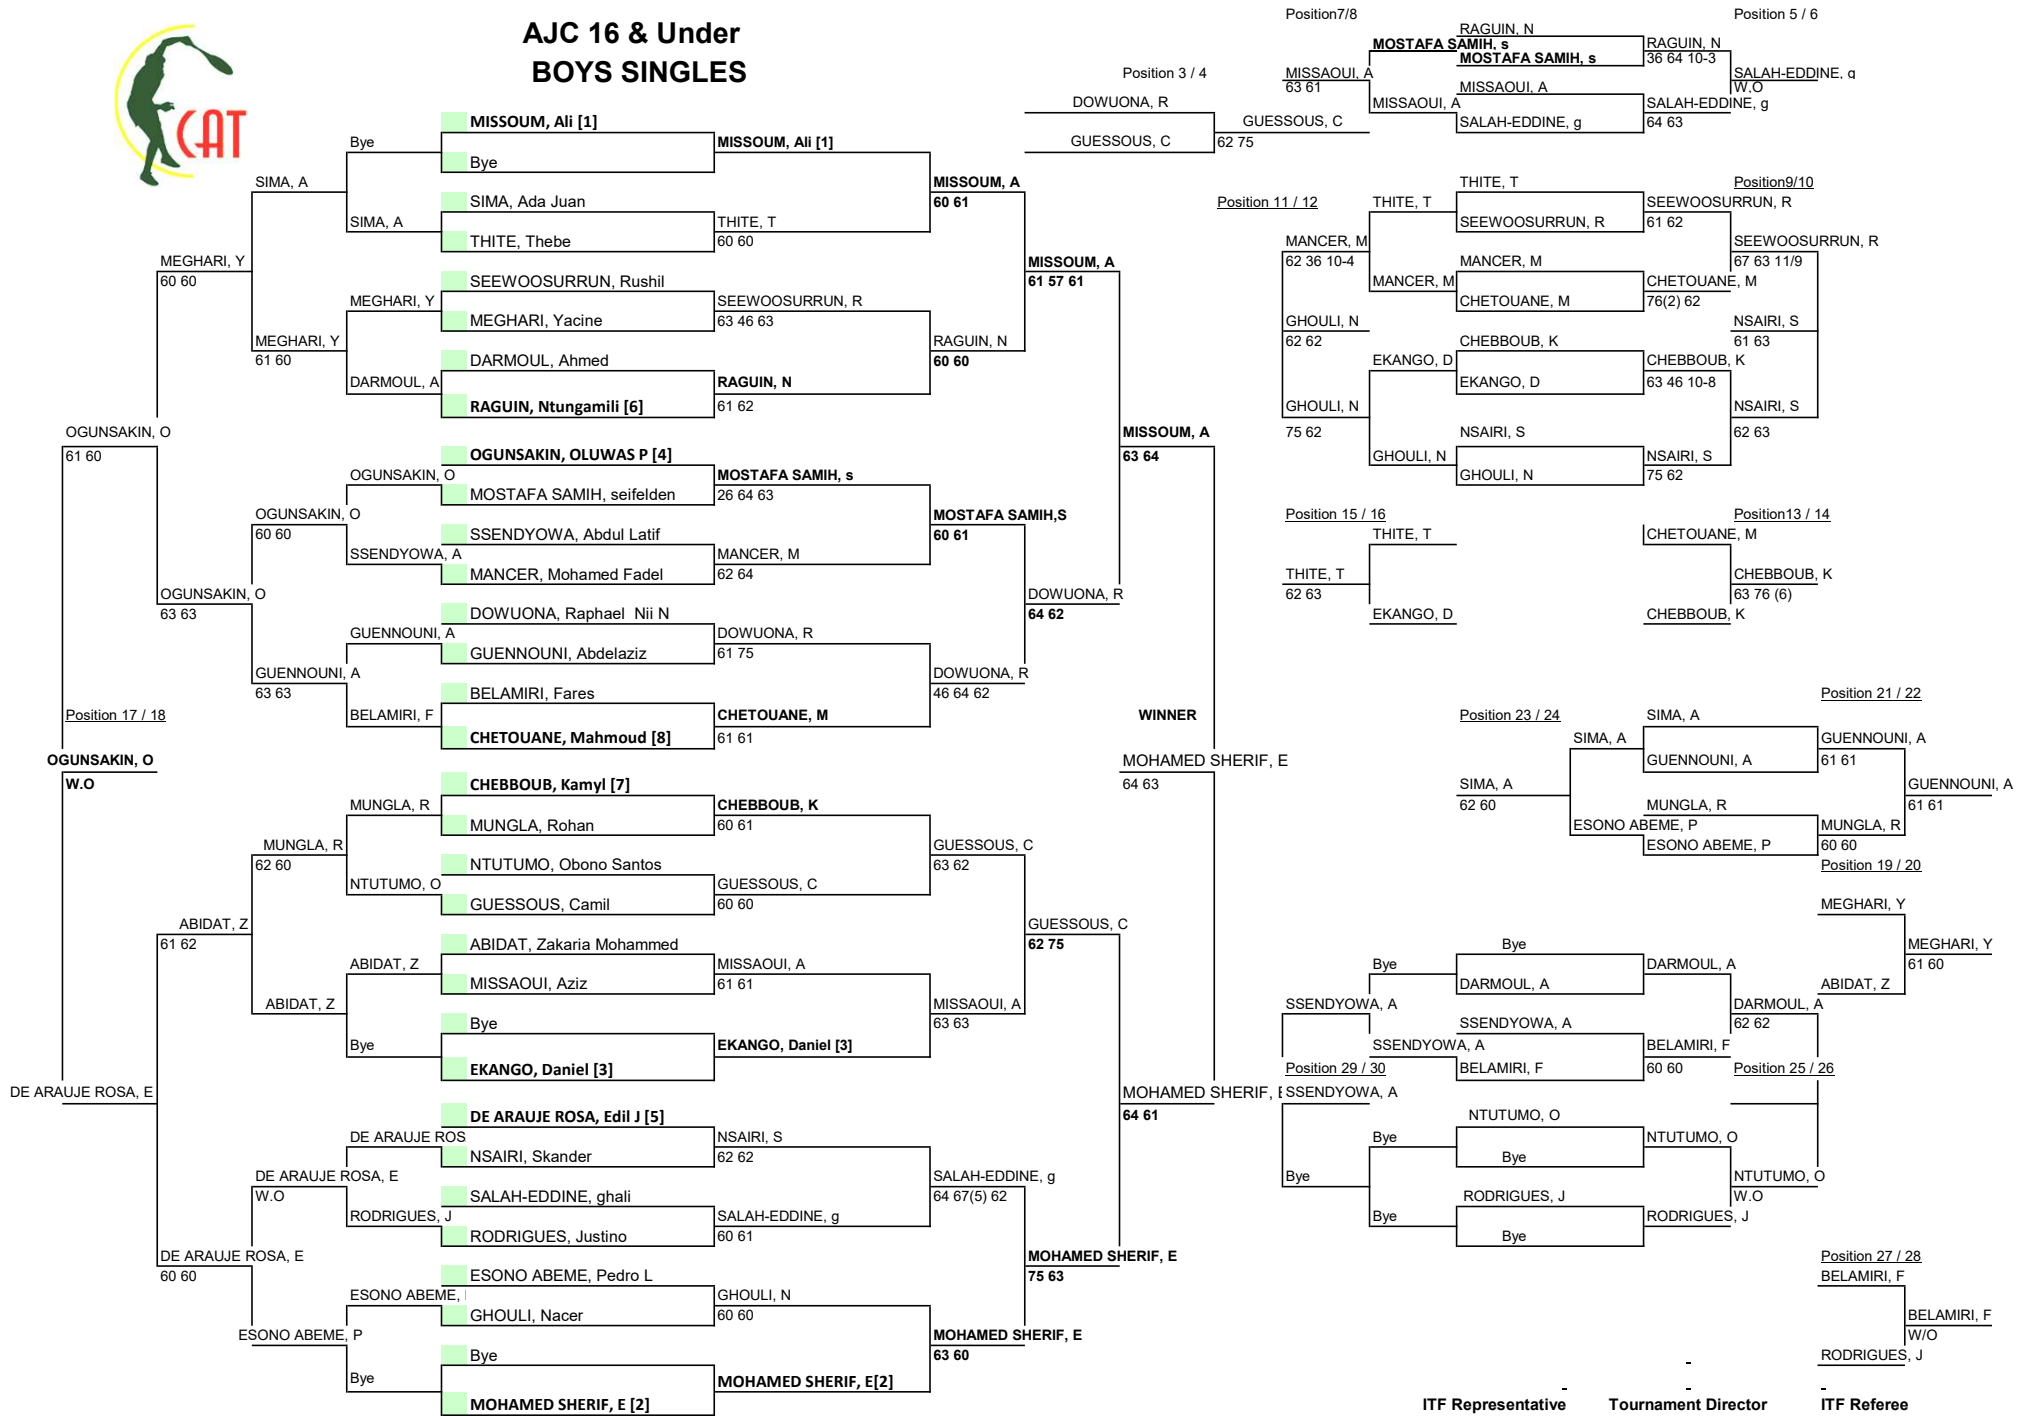 AJC 16 & Under
BOYS SINGLES
CAT
Position 17 / 18
OGUNSAKIN, O
W.O
OGUNSAKIN, O
61 60
DE ARAUJE ROSA, E
MEGHARI, Y
60 60
OGUNSAKIN, O
63 63
ABIDAT, Z
61 62
DE ARAUJE ROSA, E
60 60
SIMA, A
MEGHARI, Y
61 60
OGUNSAKIN, O
60 60
GUENNOUNI, A
63 63
MUNGLA, R
62 60
ABIDAT, Z
DE ARAUJE ROSA, E
W.O
ESONO ABEME, P
Bye
SIMA, A
MEGHARI, Y
DARMOUL, A
OGUNSAKIN, O
SSENDYOWA, A
GUENNOUNI, A
BELAMIRI, F
MUNGLA, R
NTUTUMO, O
ABIDAT, Z
Bye
DE ARAUJE ROS
RODRIGUES, J
ESONO ABEME,
Bye
MISSOUM, Ali [1]
Bye
SIMA, Ada Juan
THITE, Thebe
SEEWOOSURRUN, Rushil
MEGHARI, Yacine
DARMOUL, Ahmed
RAGUIN, Ntungamili [6]
OGUNSAKIN, OLUWAS P [4]
MOSTAFA SAMIH, seifelden
SSENDYOWA, Abdul Latif
MANCER, Mohamed Fadel
DOWUONA, Raphael  Nii N
GUENNOUNI, Abdelaziz
BELAMIRI, Fares
CHETOUANE, Mahmoud [8]
CHEBBOUB, Kamyl [7]
MUNGLA, Rohan
NTUTUMO, Obono Santos
GUESSOUS, Camil
ABIDAT, Zakaria Mohammed
MISSAOUI, Aziz
Bye
EKANGO, Daniel [3]
DE ARAUJE ROSA, Edil J [5]
NSAIRI, Skander
SALAH-EDDINE, ghali
RODRIGUES, Justino
ESONO ABEME, Pedro L
GHOULI, Nacer
Bye
MOHAMED SHERIF, E [2]
MISSOUM, Ali [1]
THITE, T
60 60
SEEWOOSURRUN, R
63 46 63
RAGUIN, N
61 62
MOSTAFA SAMIH, s
26 64 63
MANCER, M
62 64
DOWUONA, R
61 75
CHETOUANE, M
61 61
CHEBBOUB, K
60 61
GUESSOUS, C
60 60
MISSAOUI, A
61 61
EKANGO, Daniel [3]
NSAIRI, S
62 62
SALAH-EDDINE, g
60 61
GHOULI, N
60 60
MOHAMED SHERIF, E[2]
MISSOUM, A
60 61
RAGUIN, N
60 60
MOSTAFA SAMIH,S
60 61
DOWUONA, R
46 64 62
GUESSOUS, C
63 62
MISSAOUI, A
63 63
SALAH-EDDINE, g
64 67(5) 62
MOHAMED SHERIF, E
63 60
MISSOUM, A
61 57 61
DOWUONA, R
64 62
GUESSOUS, C
62 75
MOHAMED SHERIF, E
75 63
MISSOUM, A
63 64
MOHAMED SHERIF, E
64 61
WINNER
MOHAMED SHERIF, E
64 63
Position 3 / 4
DOWUONA, R
GUESSOUS, C
GUESSOUS, C
62 75
Position7/8
MISSAOUI, A
63 61
MOSTAFA SAMIH, s
MISSAOUI, A
RAGUIN, N
MOSTAFA SAMIH, s
MISSAOUI, A
SALAH-EDDINE, g
RAGUIN, N
36 64 10-3
SALAH-EDDINE, g
64 63
Position 5 / 6
SALAH-EDDINE, g
W.O
Position 11 / 12
MANCER, M
62 36 10-4
GHOULI, N
62 62
GHOULI, N
75 62
THITE, T
MANCER, M
EKANGO, D
GHOULI, N
THITE, T
SEEWOOSURRUN, R
MANCER, M
CHETOUANE, M
CHEBBOUB, K
EKANGO, D
NSAIRI, S
GHOULI, N
SEEWOOSURRUN, R
61 62
CHETOUANE, M
76(2) 62
CHEBBOUB, K
63 46 10-8
NSAIRI, S
75 62
Position9/10
SEEWOOSURRUN, R
67 63 11/9
NSAIRI, S
61 63
NSAIRI, S
62 63
Position 15 / 16
THITE, T
THITE, T
62 63
EKANGO, D
Position13 / 14
CHETOUANE, M
CHEBBOUB, K
63 76 (6)
CHEBBOUB, K
Position 23 / 24
SIMA, A
62 60
SIMA, A
ESONO ABEME, P
SIMA, A
GUENNOUNI, A
MUNGLA, R
ESONO ABEME, P
Position 21 / 22
GUENNOUNI, A
61 61
MUNGLA, R
60 60
GUENNOUNI, A
61 61
Position 19 / 20
MEGHARI, Y
MEGHARI, Y
61 60
ABIDAT, Z
SSENDYOWA, A
Position 29 / 30
SSENDYOWA, A
Bye
Bye
SSENDYOWA, A
Bye
Bye
Bye
DARMOUL, A
SSENDYOWA, A
BELAMIRI, F
NTUTUMO, O
Bye
RODRIGUES, J
Bye
DARMOUL, A
BELAMIRI, F
60 60
NTUTUMO, O
RODRIGUES, J
DARMOUL, A
62 62
Position 25 / 26
NTUTUMO, O
W.O
Position 27 / 28
BELAMIRI, F
BELAMIRI, F
W/O
RODRIGUES, J
-
- - -
ITF Representative Tournament Director ITF Referee